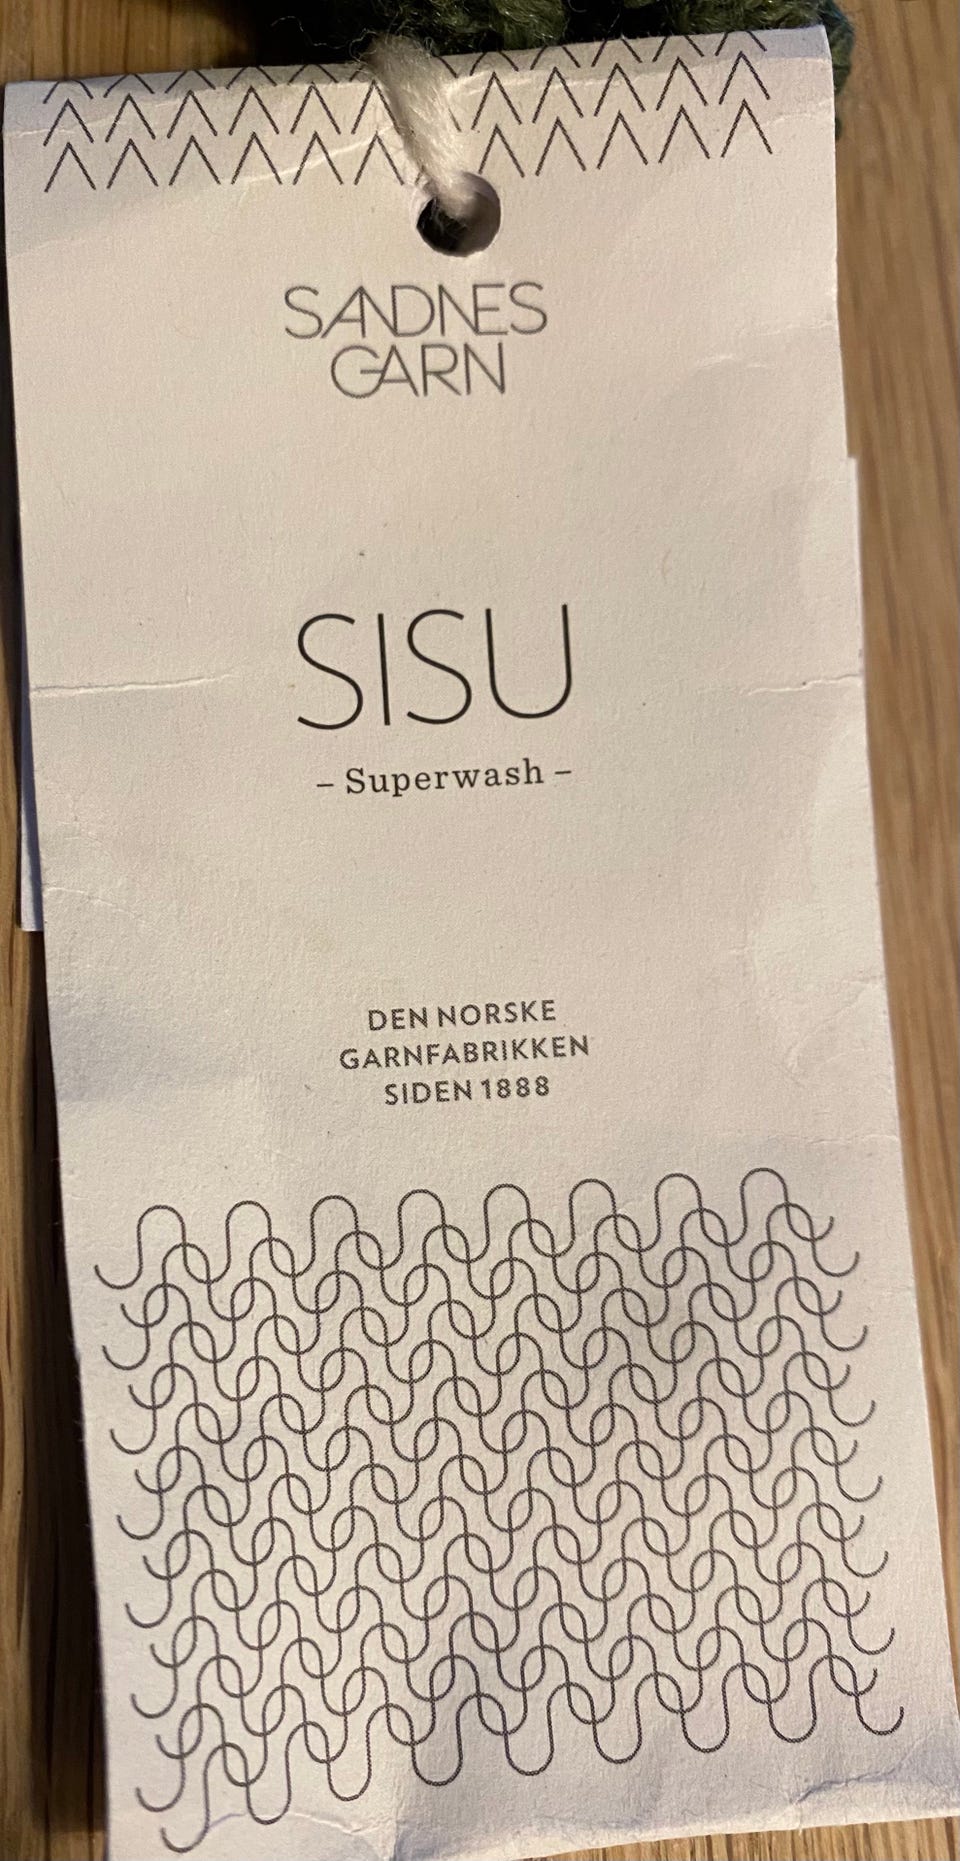 SANDNES
GARN
SISU
– Superwash –
DEN NORSKE
GARNFABRIKKEN
SIDEN 1888